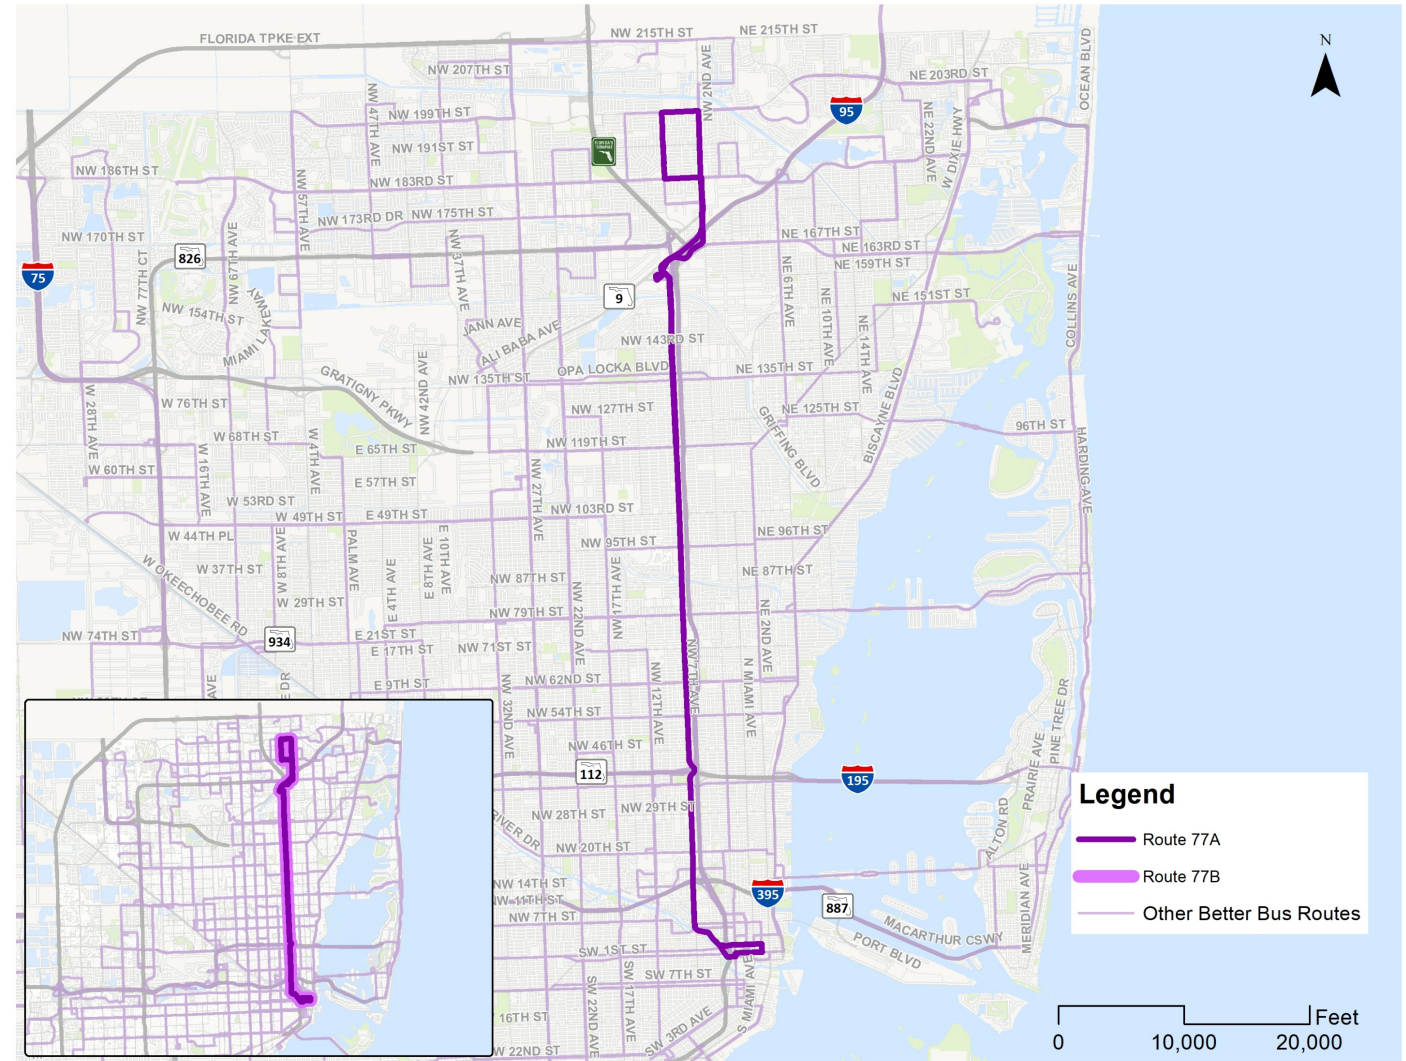 FLORIDA TPKE EXT
NW 215TH ST
NE 215TH ST
OCEAN BLVD
NW 207TH ST
NW 2ND AVE
NE 203RD ST
NW 47TH AVE
NW 199TH ST
95
NE 22ND AVE
W DIXIE HWY
N
NW 191ST ST
NW 186TH ST
NW 183RD ST
NW 57TH AVE
NW 173RD DR
NW 175TH ST
NW 170TH ST
NW 67TH AVE
NW 37TH AVE
NE 167TH ST
NE 163RD ST
NE 159TH ST
826
75
NW 77TH CT
9
NE 6TH AVE
NE 10TH AVE
NE 151ST ST
COLLINS AVE
NW 154TH ST
MIAMI LAKEWAY
JANN AVE
ALI BABA AVE
NW 143RD ST
NE 14TH AVE
GRATIGNY PKWY
NW 42ND AVE
NW 135TH ST
OPA LOCKA BLVD
NE 135TH ST
W 28TH AVE
W 76TH ST
NW 127TH ST
NE 125TH ST
GRIFFING BLVD
BISCAYNE BLVD
96TH ST
HARDING AVE
W 68TH ST
W 4TH AVE
E 65TH ST
NW 119TH ST
W 60TH ST
W 16TH AVE
E 57TH ST
NW 27TH AVE
W 53RD ST
W 49TH ST
E 49TH ST
NW 103RD ST
W 44TH PL
W 8TH AVE
PALM AVE
E 4TH AVE
E 8TH AVE
E 10TH AVE
NW 95TH ST
NE 96TH ST
W OKEECHOBEE RD
W 37TH ST
NW 87TH ST
NW 22ND AVE
NW 17TH AVE
NE 87TH ST
W 29TH ST
NW 79TH ST
NE 2ND AVE
NW 74TH ST
934
E 21ST ST
E 17TH ST
NW 71ST ST
NW 7TH AVE
N MIAMI AVE
E 9TH ST
NW 32ND AVE
NW 62ND ST
NW 12TH AVE
NW 54TH ST
NW 46TH ST
112
195
PINE TREE DR
PRAIRIE AVE
ALTON RD
AVE
E DR
RIVER DR
NW 28TH ST
NW 29TH ST
NW 20TH ST
NW 14TH ST
NW 11TH ST
NW 7TH ST
395
887
MERIDIAN AVE
MACARTHUR CSWY
PORT BLVD
SW 1ST ST
SW 7TH ST
SW 22ND AVE
SW 17TH AVE
S MIAMI AVE
16TH ST
SW 3RD AVE
W 22ND ST
Legend
Route 77A
Route 77B
Other Better Bus Routes
Feet
0
10,000
20,000